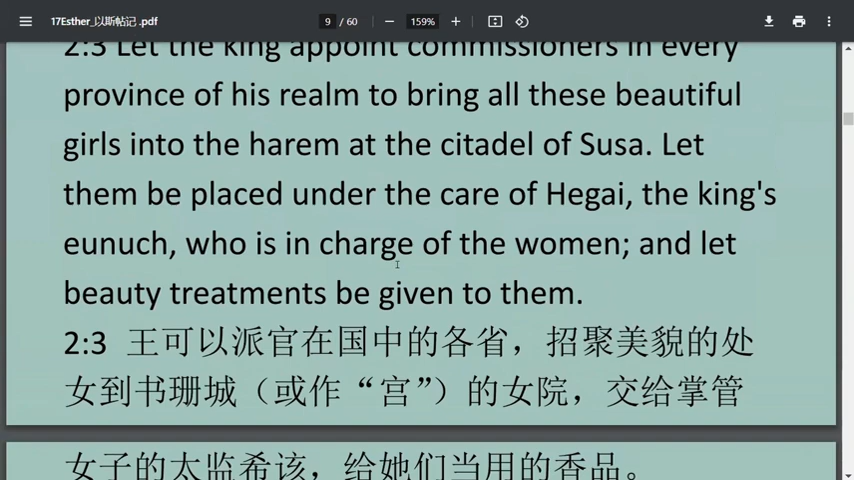 17Esther_以斯帖记 .pdf
9 / 60
159%
2:3 Let the king appoint commissioners in every
province of his realm to bring all these beautiful
girls into the harem at the citadel of Susa. Let
them be placed under the care of Hegai, the king's
eunuch, who is in charge of the women; and let
beauty treatments be given to them.
2:3 王可以派官在国中的各省，招聚美貌的处
女到书珊城（或作“宫”）的女院，交给掌管
女子的太监希该，给她们当用的香品。